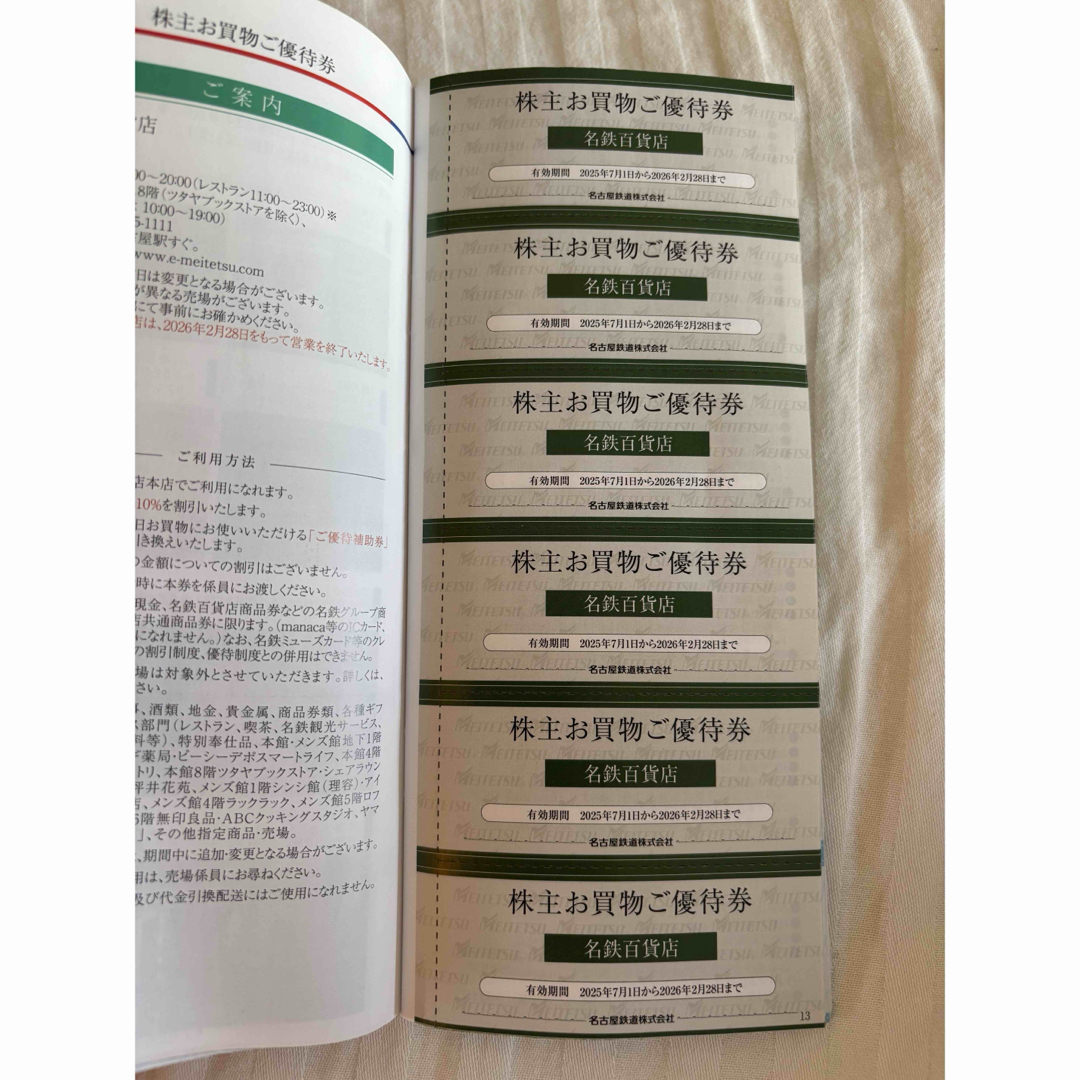 株主お買物ご優待券
ご案内
店
00～20:00(レストラン11:00～23:00)※
8階(ツタヤブックストアを除く)、
10:00～19:00)
5-1111
屋駅すぐ。
www.e-meitetsu.com
日は変更となる場合がございます。
が異なる売場がございます。
にて事前にお確かめください。
店は、2026年2月28日をもって営業を終了いたします。
ご利用方法
店本店でご利用になれます。
10%を割引いたします。
日お買物にお使いいただける「ご優待補助券」
き換えいたします。
の金額についての割引はございません。
時に本券を係員にお渡しください。
現金、名鉄百貨店商品券などの名鉄グループ商
店共通商品券に限ります。(manaca等のICカード、
になれません。)なお、名鉄ミューズカード等のクレ
の割引制度、優待制度との併用はできません。
場は対象外とさせていただきます。詳しくは、
さい。
、酒類、地金、貴金属、商品券類、各種ギフ
ス部門(レストラン、喫茶、名鉄観光サービス、
料等)、特別奉仕品、本館・メンズ館地下1階
ギ薬局・ピーシーデポスマートライフ、本館4階
トリ、本館8階ツタヤブックストア・シェアラウン
坪井花苑、メンズ館1階シンシ館(理容)・アイ
店、メンズ館4階ラックラック、メンズ館5階ロフ
6階無印良品・ABCクッキングスタジオ、ヤマ
」、その他指定商品・売場。
、期間中に追加・変更となる場合がございます。
用は、売場係員にお尋ねください。
及び代金引換配送にはご使用になれません。
株主お買物ご優待券
名鉄百貨店
有効期間 2025年7月1日から2026年2月28日まで
名古屋鉄道株式会社
株主お買物ご優待券
名鉄百貨店
有効期間 2025年7月1日から2026年2月28日まで
名古屋鉄道株式会社
株主お買物ご優待券
名鉄百貨店
有効期間 2025年7月1日から2026年2月28日まで
名古屋鉄道株式会社
株主お買物ご優待券
名鉄百貨店
有効期間 2025年7月1日から2026年2月28日まで
名古屋鉄道株式会社
株主お買物ご優待券
名鉄百貨店
有効期間 2025年7月1日から2026年2月28日まで
名古屋鉄道株式会社
株主お買物ご優待券
名鉄百貨店
有効期間 2025年7月1日から2026年2月28日まで
名古屋鉄道株式会社
13